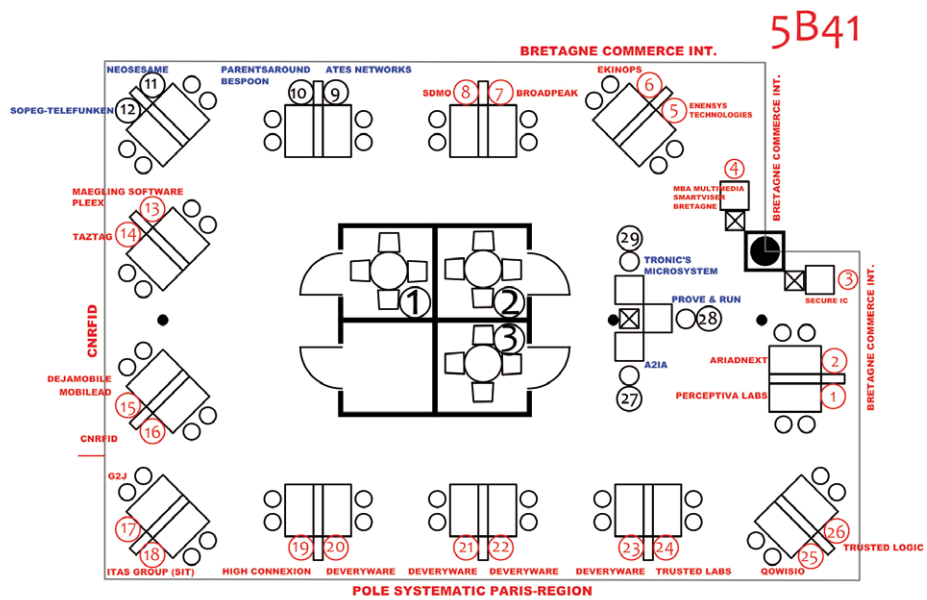 5B41
BRETAGNE COMMERCE INT.
NEOSESAME
11
12
SOPEG-TELEFUNKEN
PARENTSAROUND
BESPOON
10
ATES NETWORKS
9
SDMO
8
7
BROADPEAK
EKINOPS
6
5
ENENSYS
TECHNOLOGIES
BRETAGNE COMMERCE INT.
4
MBA MULTIMEDIA
SMARTVISER
BRETAGNE
MAEGLING SOFTWARE
PLEEX
13
TAZTAG
14
29
TRONIC'S
MICROSYSTEM
3
SECURE IC
BRETAGNE COMMERCE INT.
1
2
3
PROVE & RUN
28
CNRFID
A2IA
27
ARIADNEXT
2
PERCEPTIVA LABS
1
DEJAMOBILE
MOBILEAD
15
16
CNRFID
G2J
17
18
ITAS GROUP (SIT)
19
20
HIGH CONNEXION
DEVERYWARE
21
22
DEVERYWARE
DEVERYWARE
23
24
DEVERYWARE
TRUSTED LABS
26
25
TRUSTED LOGIC
QOWISIO
POLE SYSTEMATIC PARIS-REGION